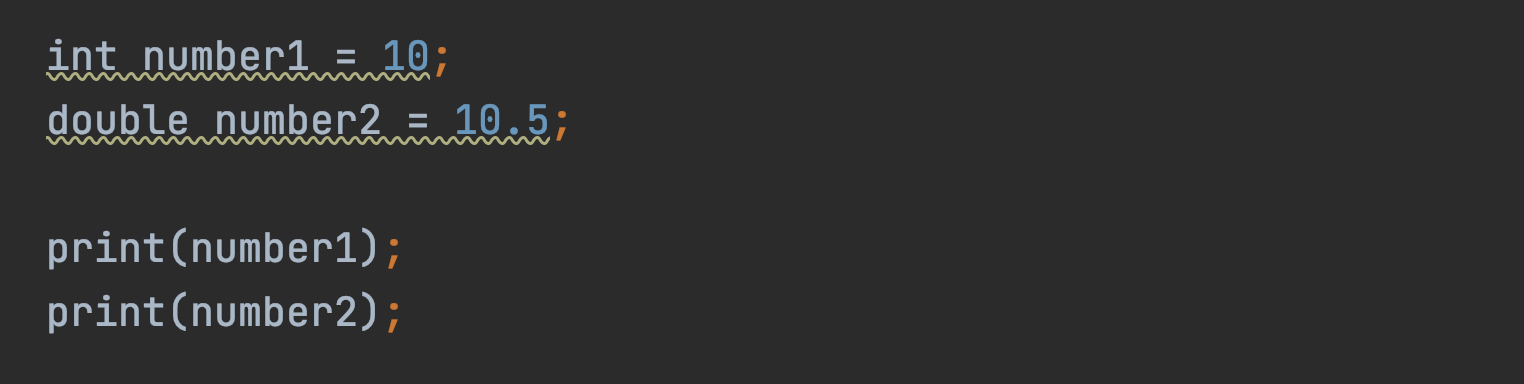 int number1 = 10;
double number2 = 10.5;
print(number1);
print(number2);